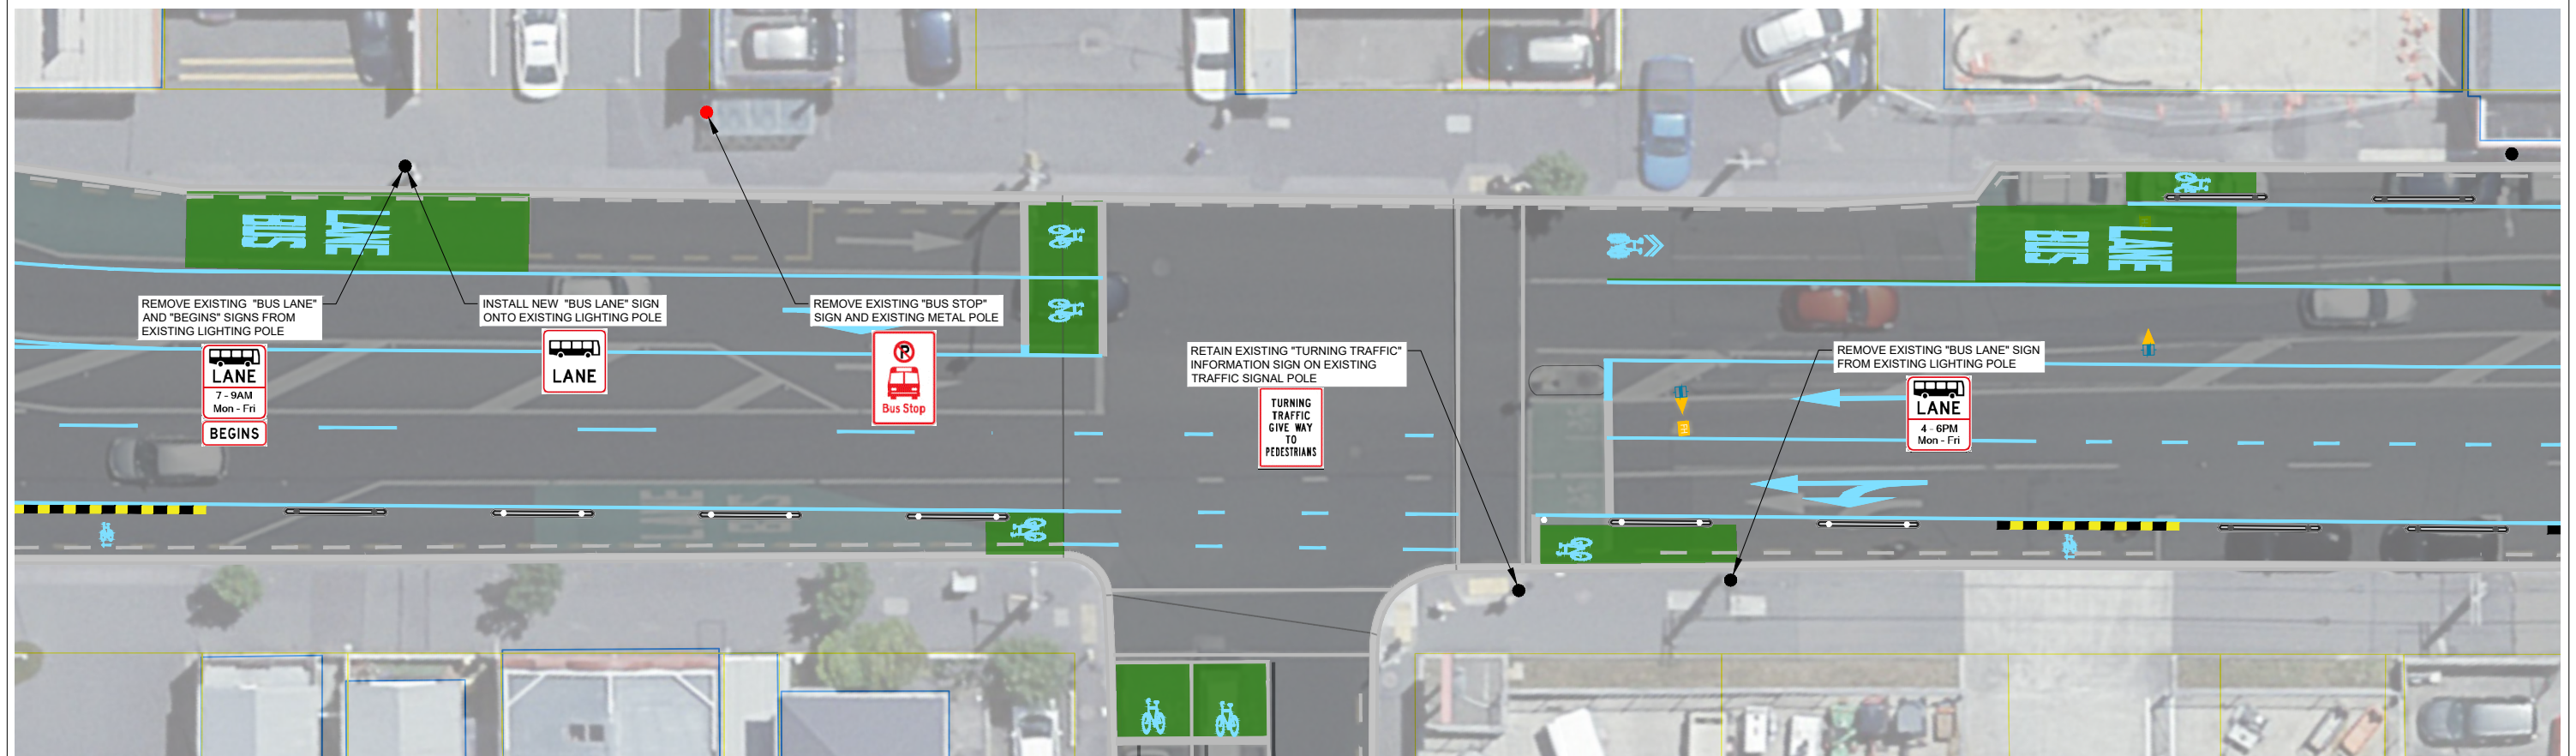 BUS
LANE
BUS
LANE
REMOVE EXISTING "BUS LANE"
AND "BEGINS" SIGNS FROM
EXISTING LIGHTING POLE
LANE
7 - 9AM
Mon - Fri
BEGINS
INSTALL NEW "BUS LANE" SIGN
ONTO EXISTING LIGHTING POLE
LANE
REMOVE EXISTING "BUS STOP"
SIGN AND EXISTING METAL POLE
P
Bus Stop
RETAIN EXISTING "TURNING TRAFFIC"
INFORMATION SIGN ON EXISTING
TRAFFIC SIGNAL POLE
TURNING
TRAFFIC
GIVE WAY
TO
PEDESTRIANS
REMOVE EXISTING "BUS LANE" SIGN
FROM EXISTING LIGHTING POLE
LANE
4 - 6PM
Mon - Fri